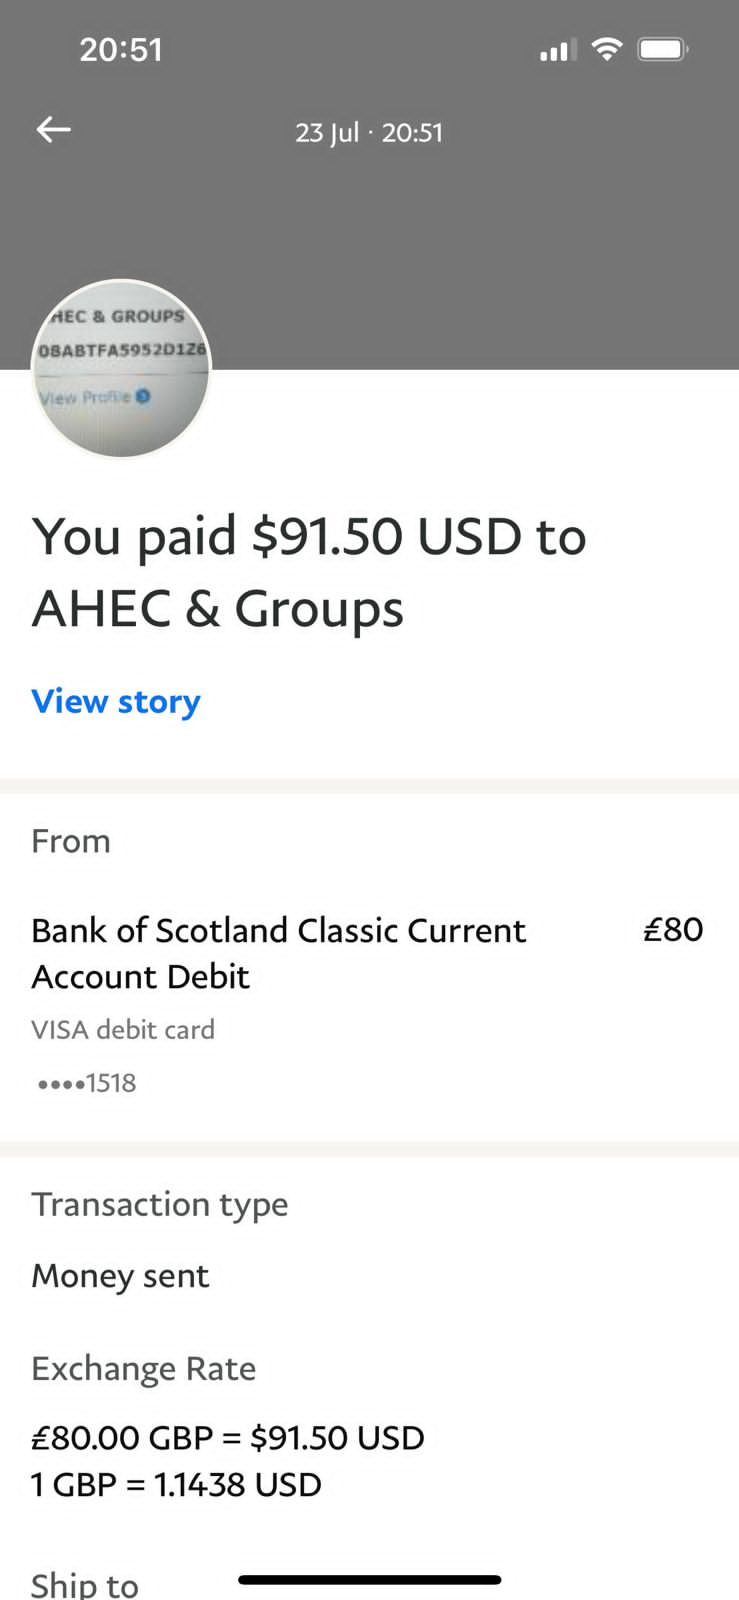 20:51
23 Jul · 20:51
HEC & GROUPS
08ABTFA5952D1Z6
View Profile
You paid $91.50 USD to
AHEC & Groups
View story
From
Bank of Scotland Classic Current £80
Account Debit
VISA debit card
••••1518
Transaction type
Money sent
Exchange Rate
£80.00 GBP = $91.50 USD
1 GBP = 1.1438 USD
Ship to